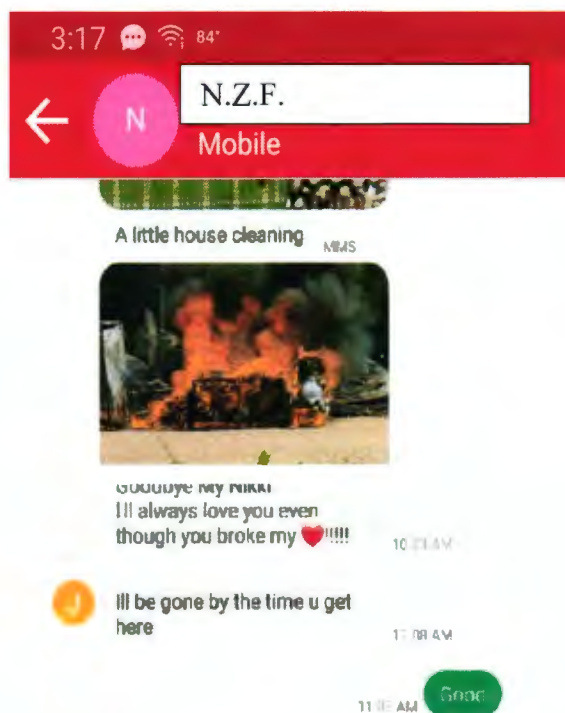 3:17 84°
N.Z.F.
N
Mobile
A little house cleaning
MMS
Goodbye My Nikki
I'll always love you even
though you broke my ❤️!!!!!
J
Ill be gone by the time u get
here
AM
Good